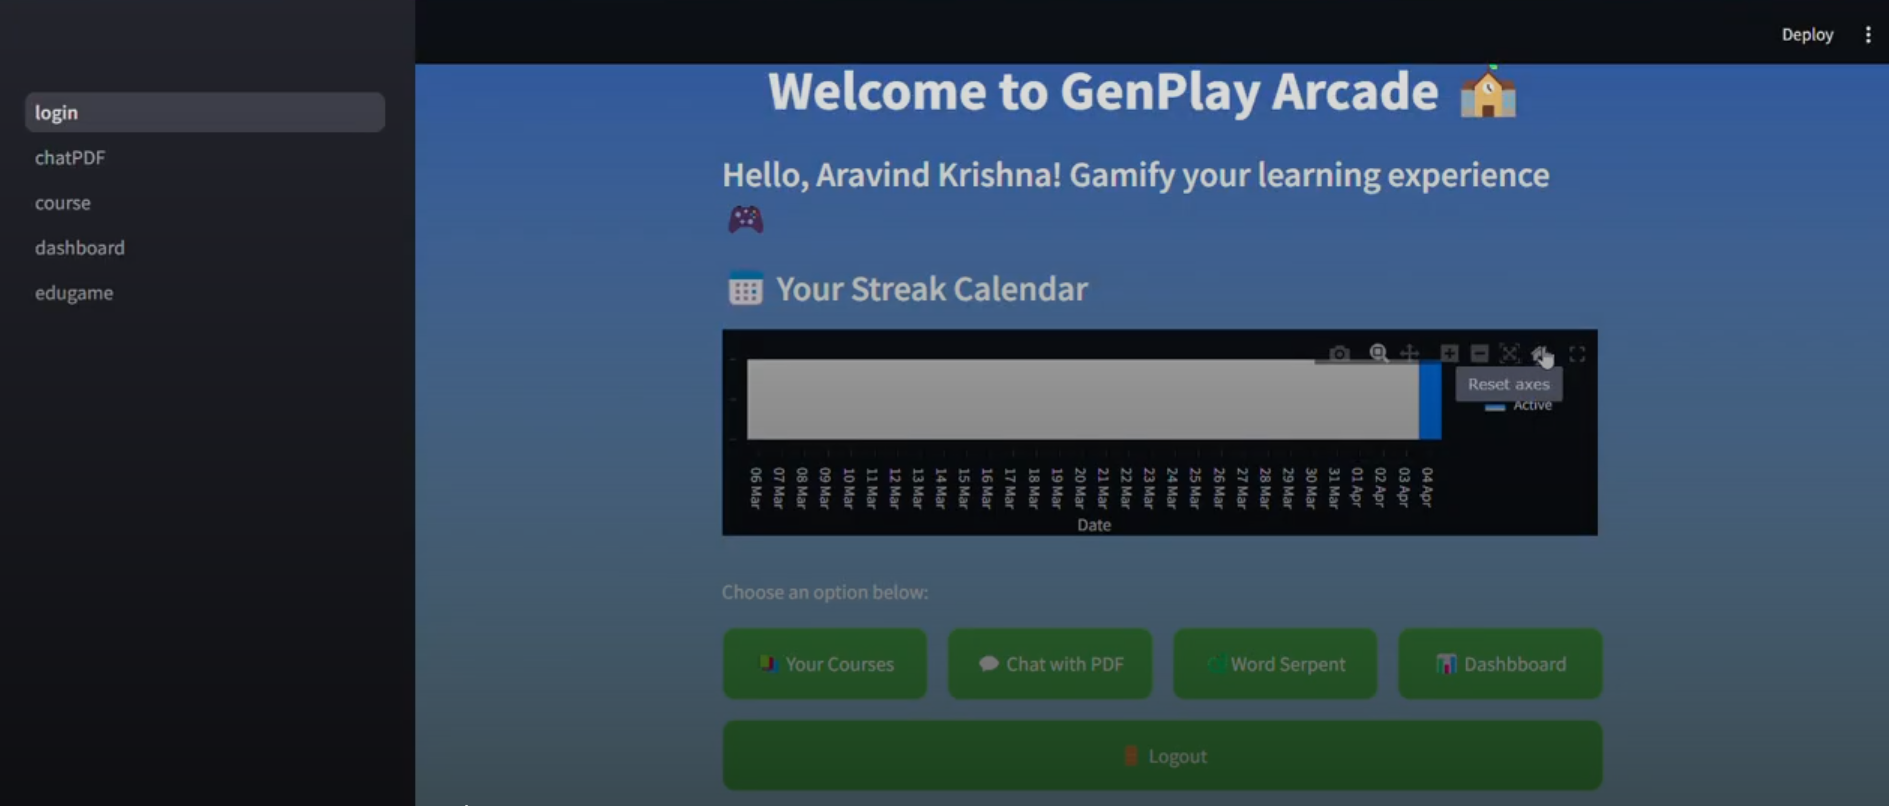 Deploy
login
chatPDF
course
dashboard
edugame
Welcome to GenPlay Arcade
Hello, Aravind Krishna! Gamify your learning experience
Your Streak Calendar
Reset axes
Active
06 Mar
07 Mar
08 Mar
09 Mar
10 Mar
11 Mar
12 Mar
13 Mar
14 Mar
15 Mar
16 Mar
17 Mar
18 Mar
19 Mar
20 Mar
21 Mar
22 Mar
23 Mar
24 Mar
25 Mar
26 Mar
27 Mar
28 Mar
29 Mar
30 Mar
31 Mar
01 Apr
02 Apr
03 Apr
04 Apr
Date
Choose an option below:
Your Courses
Chat with PDF
Word Serpent
Dashbboard
Logout